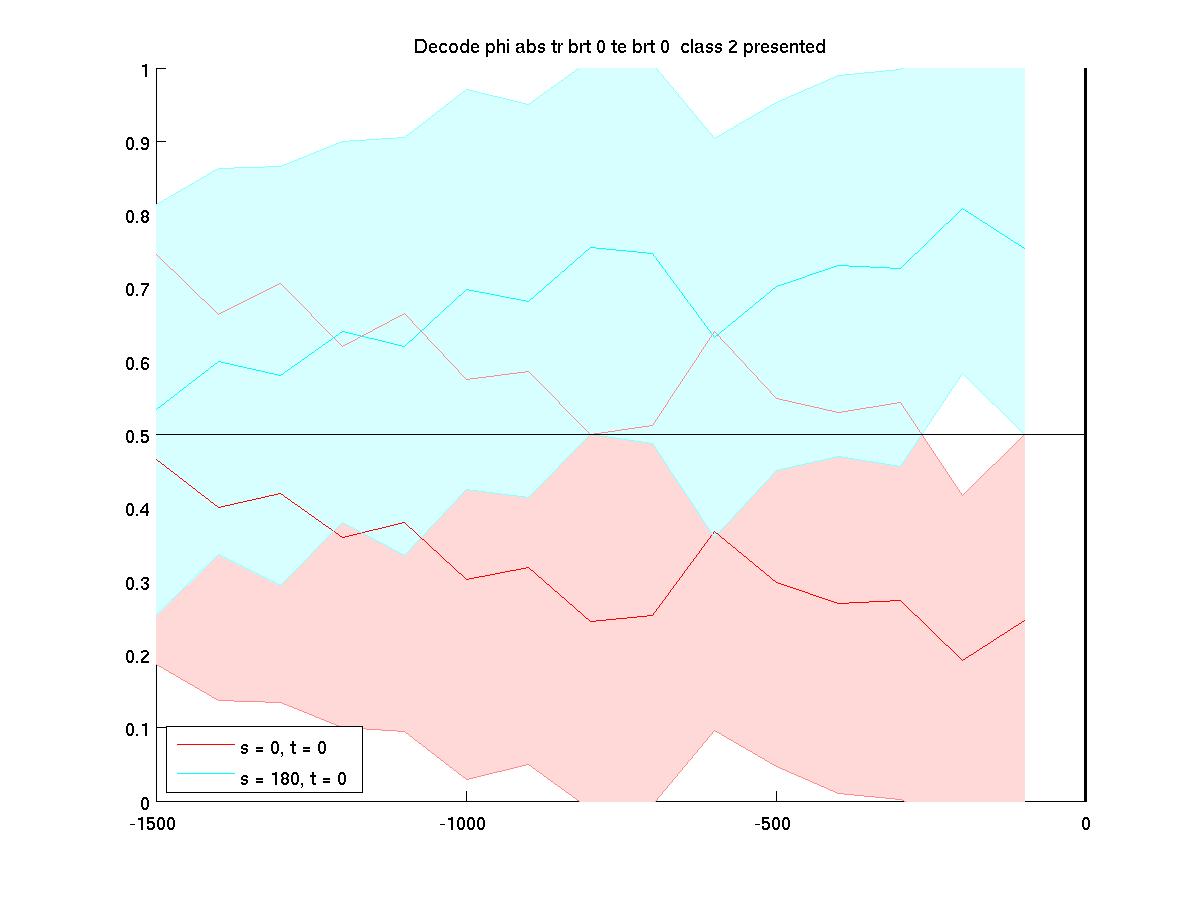 Decode phi abs tr brt 0 te brt 0  class 2 presented
1
0.9
0.8
0.7
0.6
0.5
0.4
0.3
0.2
0.1
0
s = 0, t = 0
s = 180, t = 0
-1500 -1000 -500 0